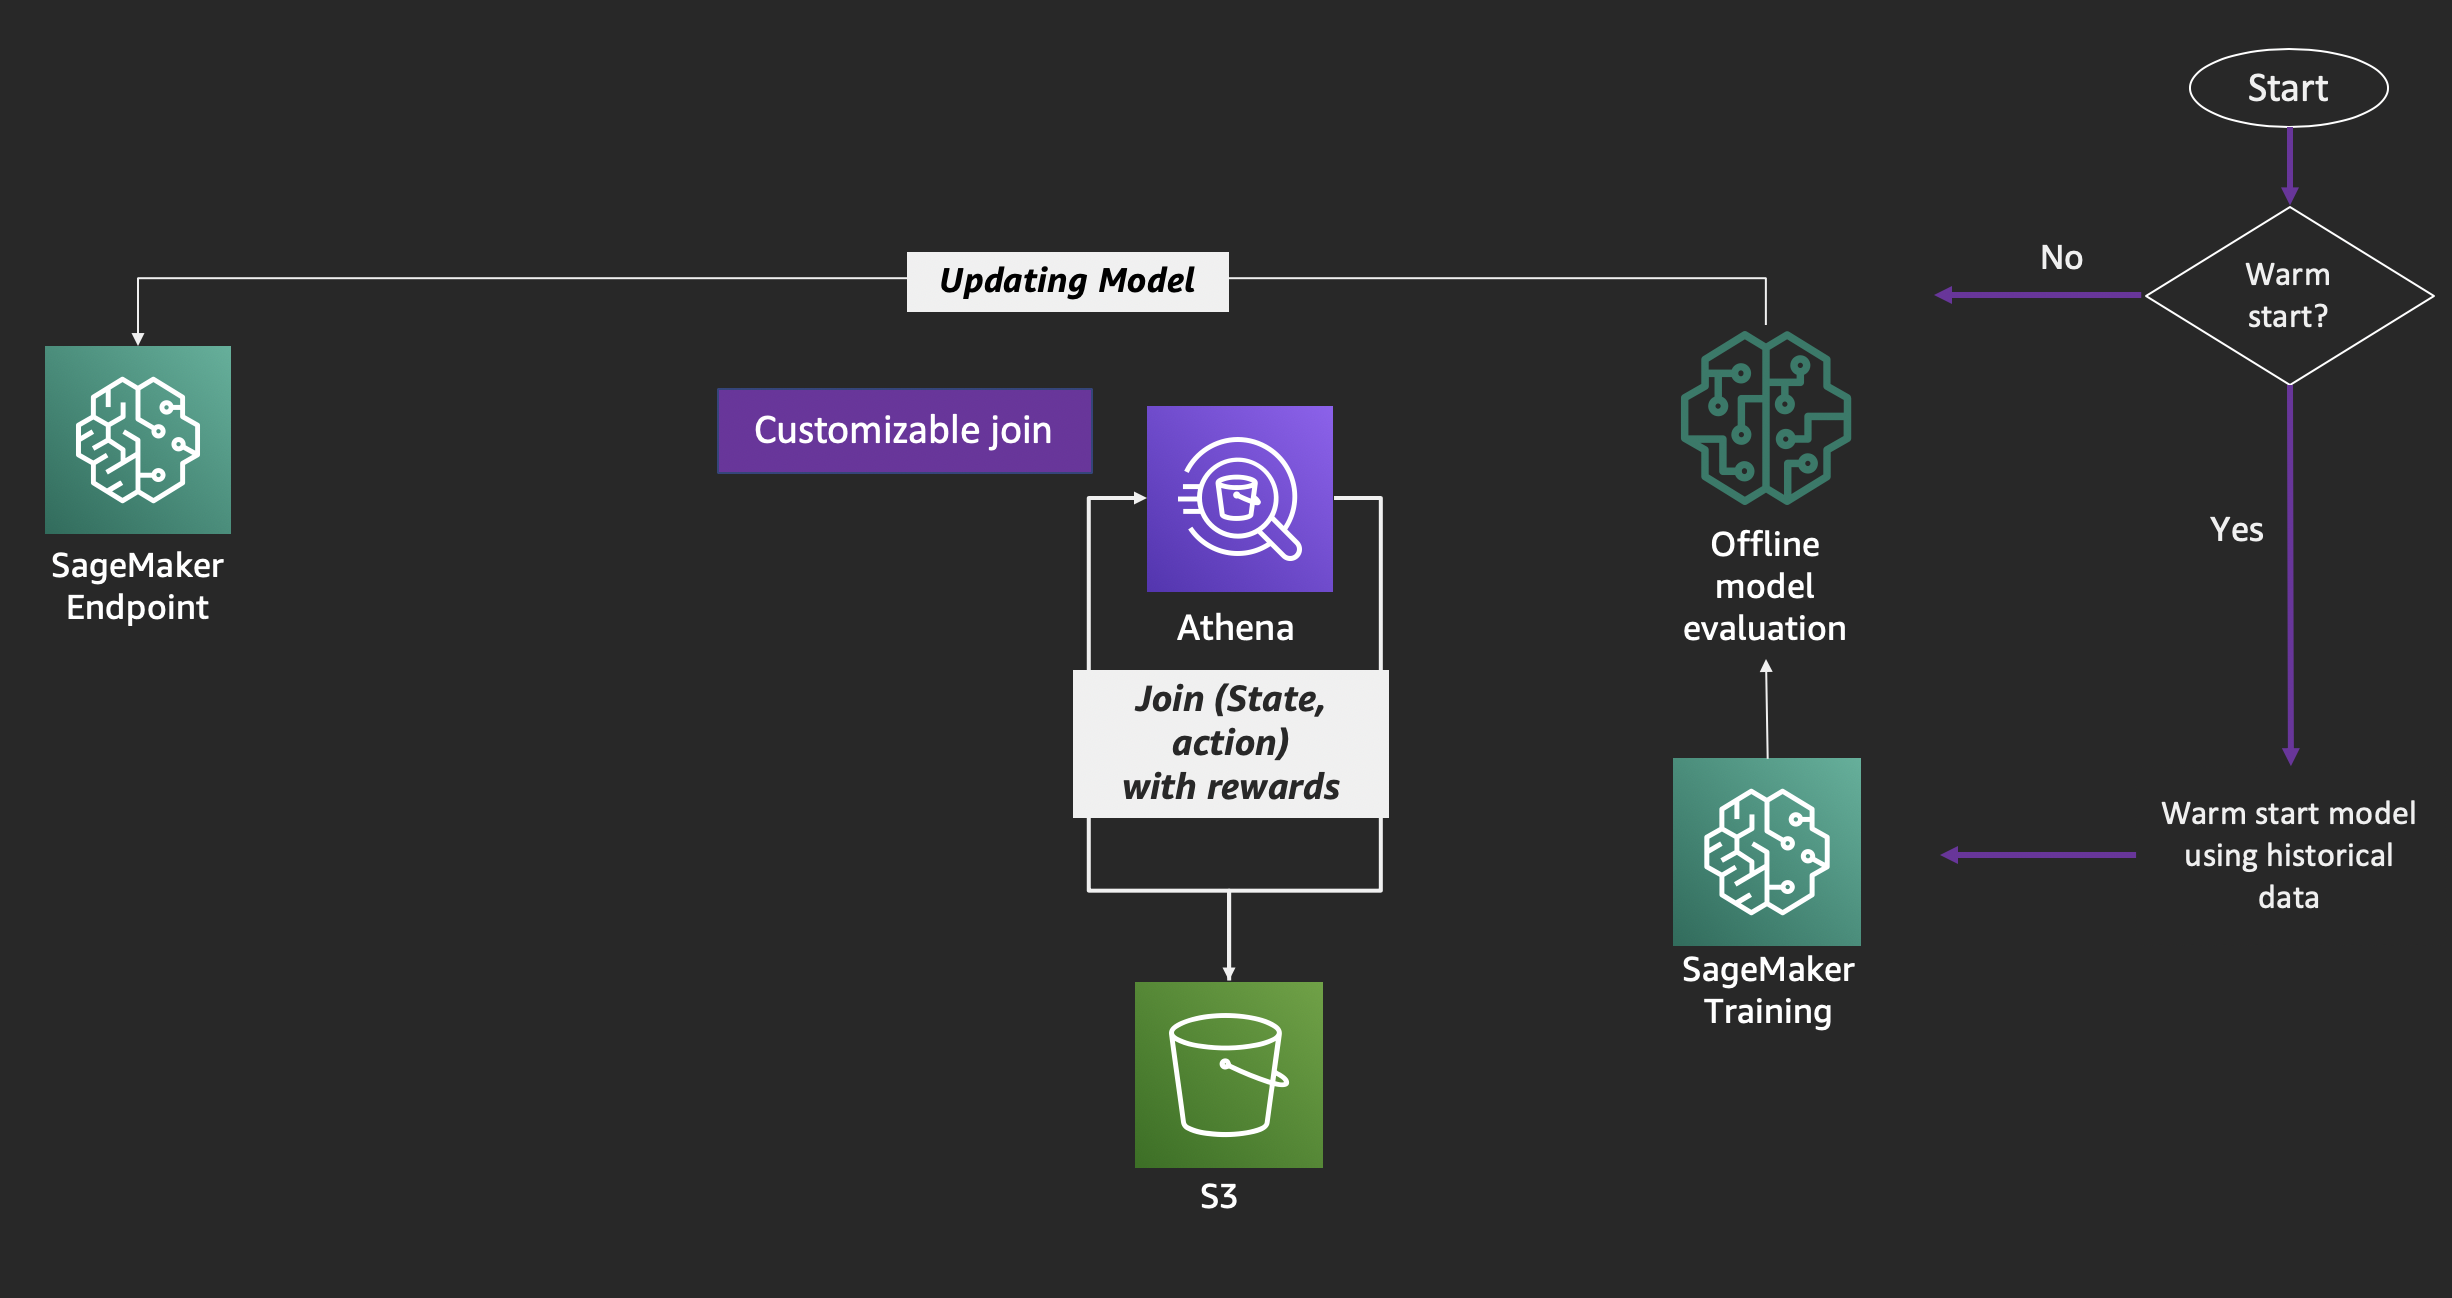 Start
Warm
start?
No
Yes
Updating Model
SageMaker
Endpoint
Customizable join
Athena
Join (State,
action)
with rewards
S3
Offline
model
evaluation
SageMaker
Training
Warm start model
using historical
data